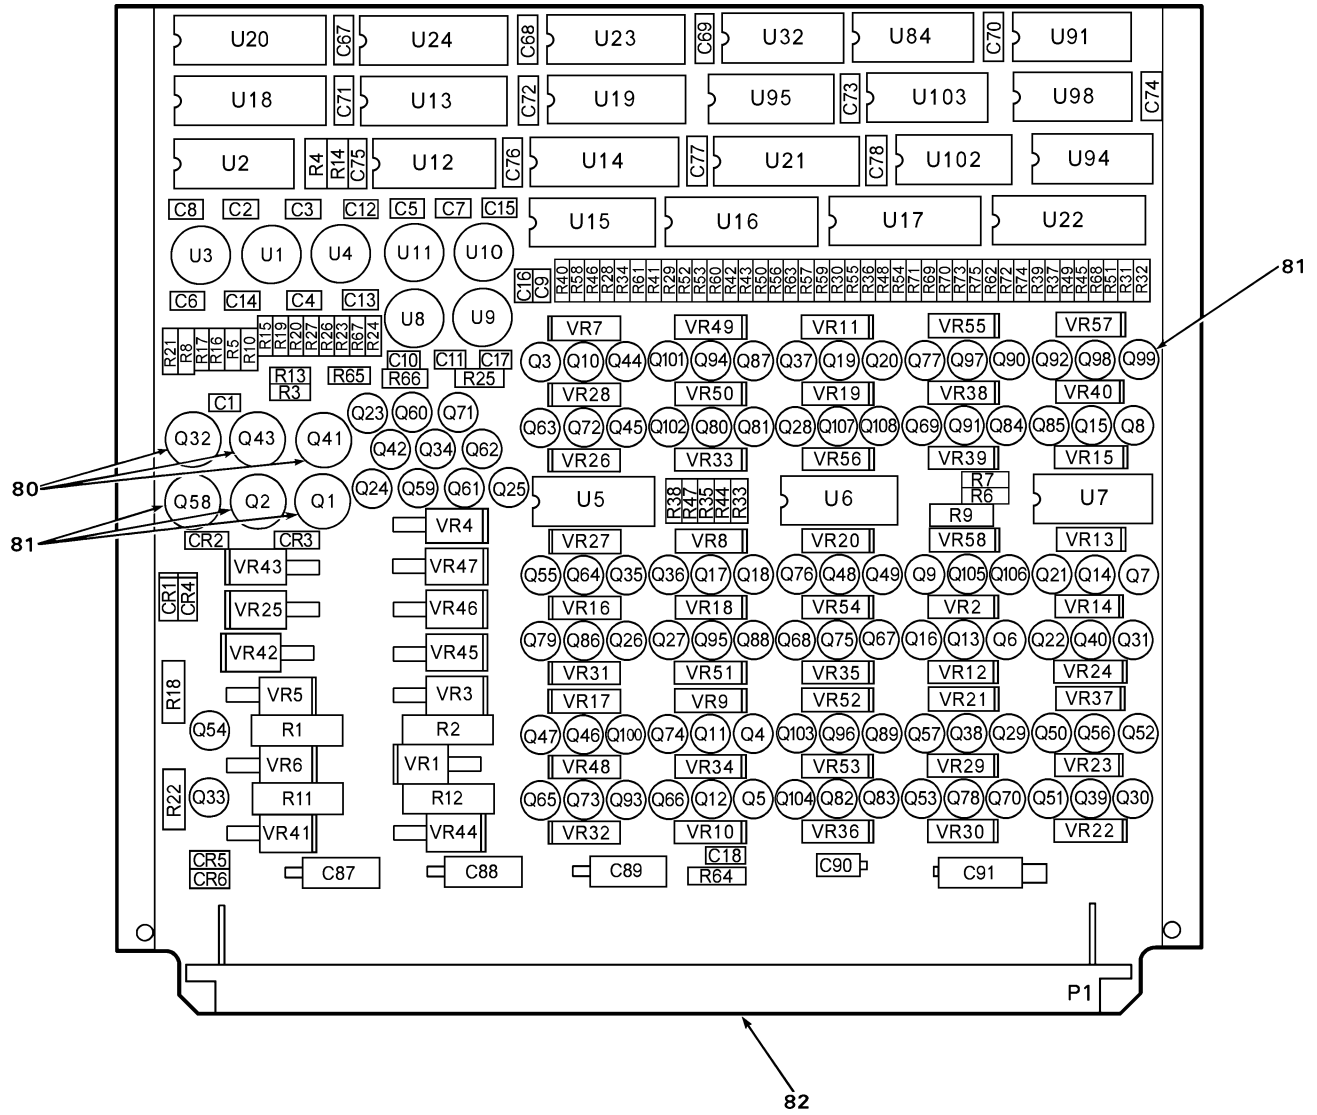 U20 C67 U24 C68 U23 C69 U32 U84 C70 U91
U18 C71 U13 C72 U19 U95 C73 U103 U98 C74
U2 R4 R14 C75 U12 C76 U14 C77 U21 C78 U102 U94
C8 C2 C3 C12 C5 C7 C15 U15 U16 U17 U22
U3 U1 U4 U11 U10
C16 C9 R40 R58 R46 R28 R34 R61 R41 R29 R52 R53 R60 R42 R43 R50 R56 R63 R57 R59 R30 R55 R36 R48 R54 R71 R69 R70 R73 R75 R62 R72 R74 R39 R37 R49 R45 R68 R51 R31 R32
81
C6 C14 C4 C13
U8 U9
R21 R8 R17 R16 R5 R10 R15 R19 R20 R27 R26 R23 R67 R24
VR7 VR49 VR11 VR55 VR57
C10 C11 C17
Q3 Q10 Q44 Q101 Q94 Q87 Q37 Q19 Q20 Q77 Q97 Q90 Q92 Q98 Q99
R13 R65 R66 R25
R3
VR28 VR50 VR19 VR38 VR40
C1
Q23 Q60 Q71
Q32 Q43 Q41
Q63 Q72 Q45 Q102 Q80 Q81 Q28 Q107 Q108 Q69 Q91 Q84 Q85 Q15 Q8
Q42 Q34 Q62
VR26 VR33 VR56 VR39 VR15
80
Q24 Q59 Q61 Q25
R7
R6
Q58 Q2 Q1
U5 R38 R47 R35 R44 R33 U6 R9 U7
81
VR4
CR2 CR3
VR27 VR8 VR20 VR58 VR13
VR43 VR47
Q55 Q64 Q35 Q36 Q17 Q18 Q76 Q48 Q49 Q9 Q105 Q106 Q21 Q14 Q7
CR1 CR4
VR25 VR46
VR16 VR18 VR54 VR2 VR14
Q79 Q86 Q26 Q27 Q95 Q88 Q68 Q75 Q67 Q16 Q13 Q6 Q22 Q40 Q31
VR42 VR45
VR31 VR51 VR35 VR12 VR24
R18 VR5 VR3
VR17 VR9 VR52 VR21 VR37
Q54 R1 R2
Q47 Q46 Q100 Q74 Q11 Q4 Q103 Q96 Q89 Q57 Q38 Q29 Q50 Q56 Q52
VR6 VR1
VR48 VR34 VR53 VR29 VR23
R22 Q33 R11 R12
Q65 Q73 Q93 Q66 Q12 Q5 Q104 Q82 Q83 Q53 Q78 Q70 Q51 Q39 Q30
VR41 VR44
VR32 VR10 VR36 VR30 VR22
CR5
CR6
C18
R64
C87 C88 C89 C90 C91
P1
82